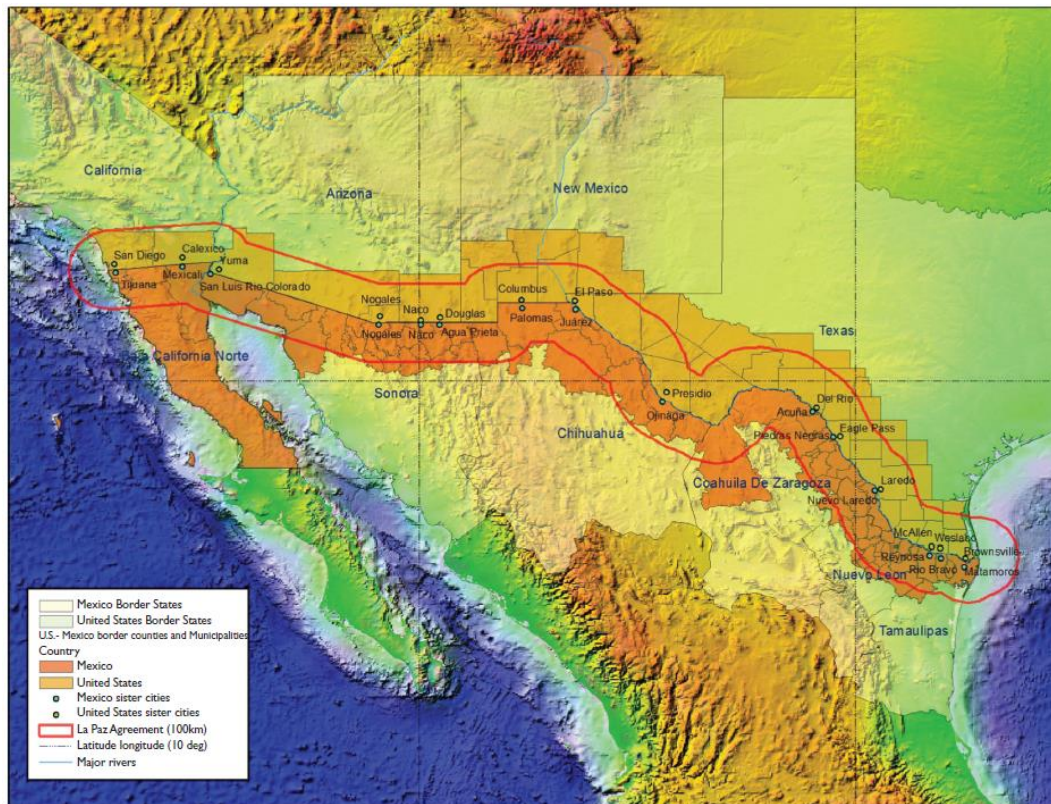 California
Arizona
New Mexico
San Diego
Calexico
Yuma
Tijuana
Mexicali
San Luis Rio Colorado
Nogales
Naco
Douglas
Columbus
El Paso
Nogales
Naco
Agua Prieta
Palomas
Juárez
Texas
Baja California Norte
Sonora
Presidio
Ojinaga
Chihuahua
Del Rio
Acuña
Eagle Pass
Piedras Negras
Coahuila De Zaragoza
Laredo
Nuevo Laredo
McAllen
Weslaco
Reynosa
Brownsville
Rio Bravo
Matamoros
Nuevo Leon
Tamaulipas
Mexico Border States
United States Border States
U.S.- Mexico border counties and Municipalities
Country
Mexico
United States
Mexico sister cities
United States sister cities
La Paz Agreement (100km)
Latitude longitude (10 deg)
Major rivers